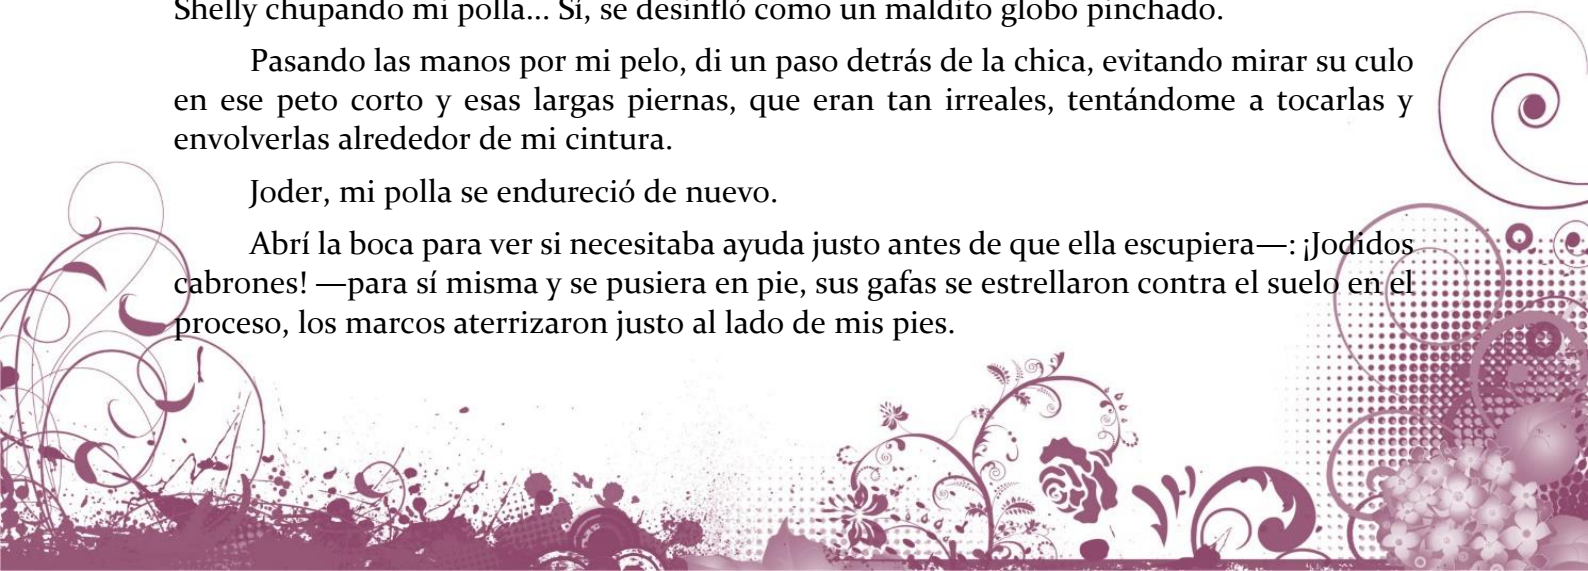 Shelly chupando mi polla... Sí, se desinfló como un maldito globo pinchado.
Pasando las manos por mi pelo, di un paso detrás de la chica, evitando mirar su culo
en ese peto corto y esas largas piernas, que eran tan irreales, tentándome a tocarlas y
envolverlas alrededor de mi cintura.
Joder, mi polla se endureció de nuevo.
Abrí la boca para ver si necesitaba ayuda justo antes de que ella escupiera—: ¡Jodidos
cabrones! —para sí misma y se pusiera en pie, sus gafas se estrellaron contra el suelo en el
proceso, los marcos aterrizaron justo al lado de mis pies.